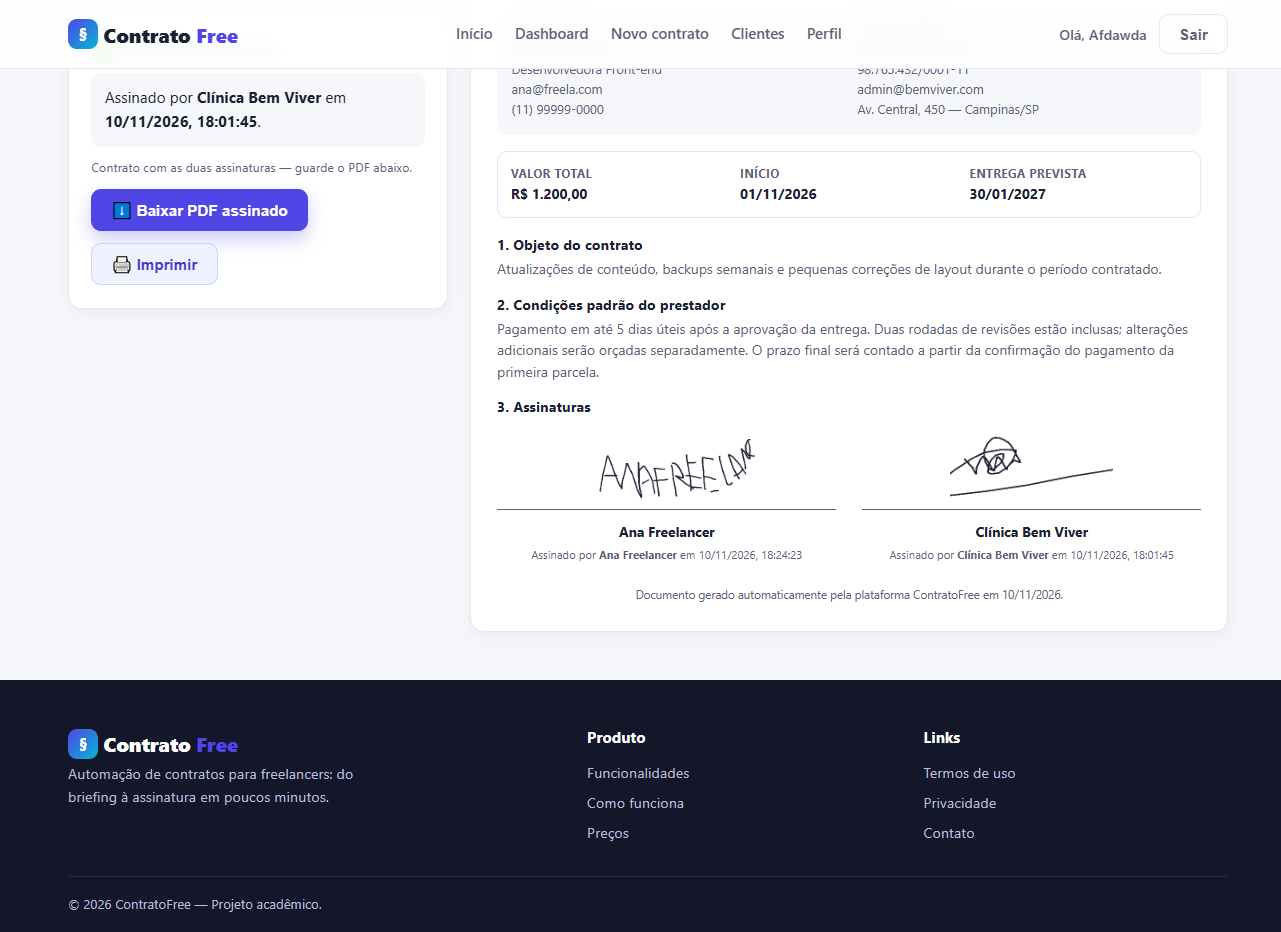 § Contrato Free
Início Dashboard Novo contrato Clientes Perfil
Olá, Afdawda Sair
Assinado por Clínica Bem Viver em
10/11/2026, 18:01:45.
Contrato com as duas assinaturas — guarde o PDF abaixo.
Baixar PDF assinado
Imprimir
Desenvolvedora Front-end
ana@freela.com
(11) 99999-0000
98.765.432/0001-11
admin@bemviver.com
Av. Central, 450 — Campinas/SP
VALOR TOTAL
R$ 1.200,00
INÍCIO
01/11/2026
ENTREGA PREVISTA
30/01/2027
1. Objeto do contrato
Atualizações de conteúdo, backups semanais e pequenas correções de layout durante o período contratado.
2. Condições padrão do prestador
Pagamento em até 5 dias úteis após a aprovação da entrega. Duas rodadas de revisões estão inclusas; alterações
adicionais serão orçadas separadamente. O prazo final será contado a partir da confirmação do pagamento da
primeira parcela.
3. Assinaturas
ANAFREELAN
Ana Freelancer
Assinado por Ana Freelancer em 10/11/2026, 18:24:23
Clínica Bem Viver
Assinado por Clínica Bem Viver em 10/11/2026, 18:01:45
Documento gerado automaticamente pela plataforma ContratoFree em 10/11/2026.
§ Contrato Free
Automação de contratos para freelancers: do
briefing à assinatura em poucos minutos.
Produto
Funcionalidades
Como funciona
Preços
Links
Termos de uso
Privacidade
Contato
© 2026 ContratoFree — Projeto acadêmico.